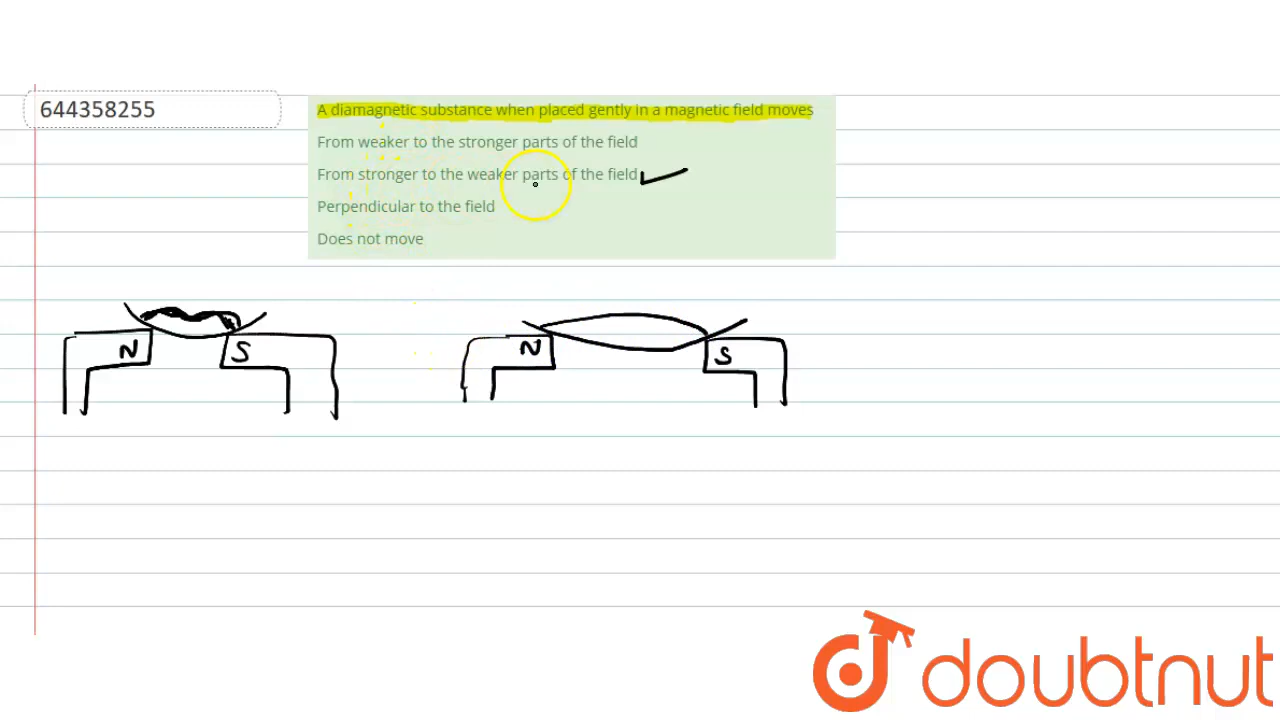 644358255
A diamagnetic substance when placed gently in a magnetic field moves
From weaker to the stronger parts of the field
From stronger to the weaker parts of the field
Perpendicular to the field
Does not move
N S
N S
doubtnut